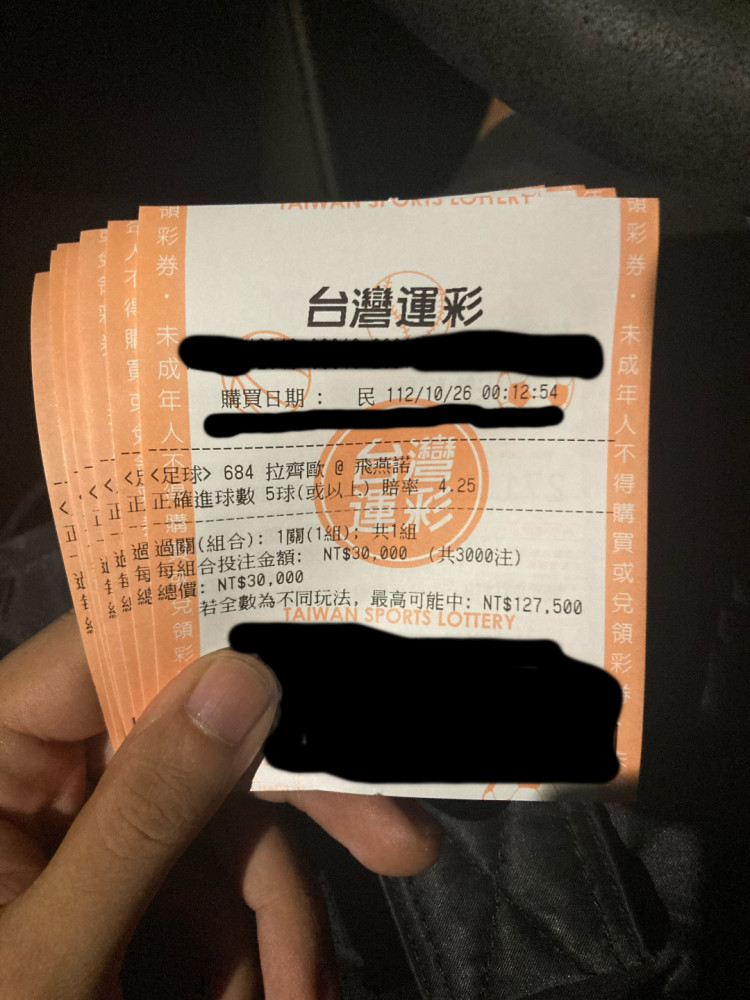 TAIWAN SPORTS LOTTERY
台灣運彩
購買日期： 民 112/10/26 00:12:54
台灣運彩
<足球> 684 拉齊歐 @ 飛燕諾
正確進球數 5球(或以上) 賠率 4.25
過關(組合): 1關(1組); 共1組
每組合投注金額: NT$30,000 (共3000注)
總價: NT$30,000
若全數為不同玩法, 最高可能中: NT$127,500
TAIWAN SPORTS LOTTERY
領彩券．未成年人不得購
兌領彩
領彩券．未成年人不得購買或兌領彩券．